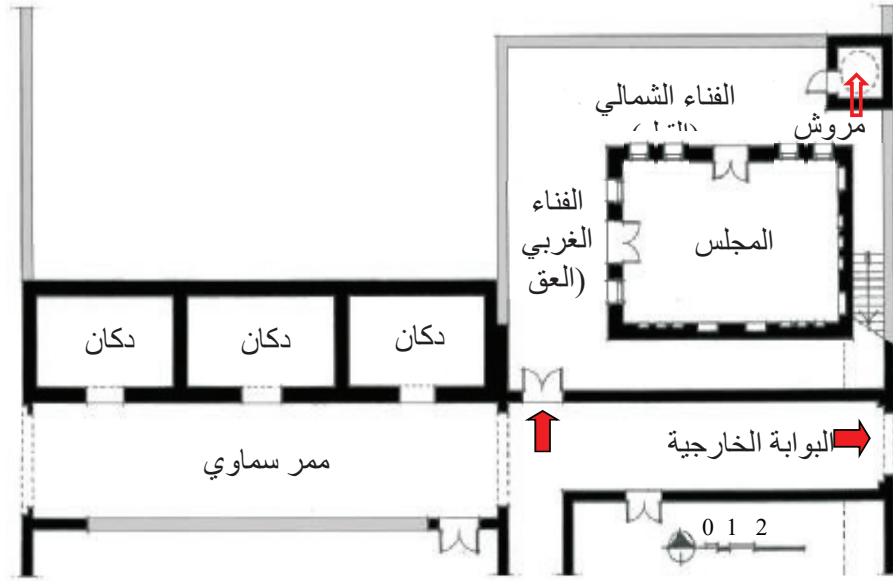 الفناء الشمالي
مروش
الفناء
الغربي
(العق
المجلس
دكان
دكان
دكان
ممر سماوي
البوابة الخارجية
0 1 2